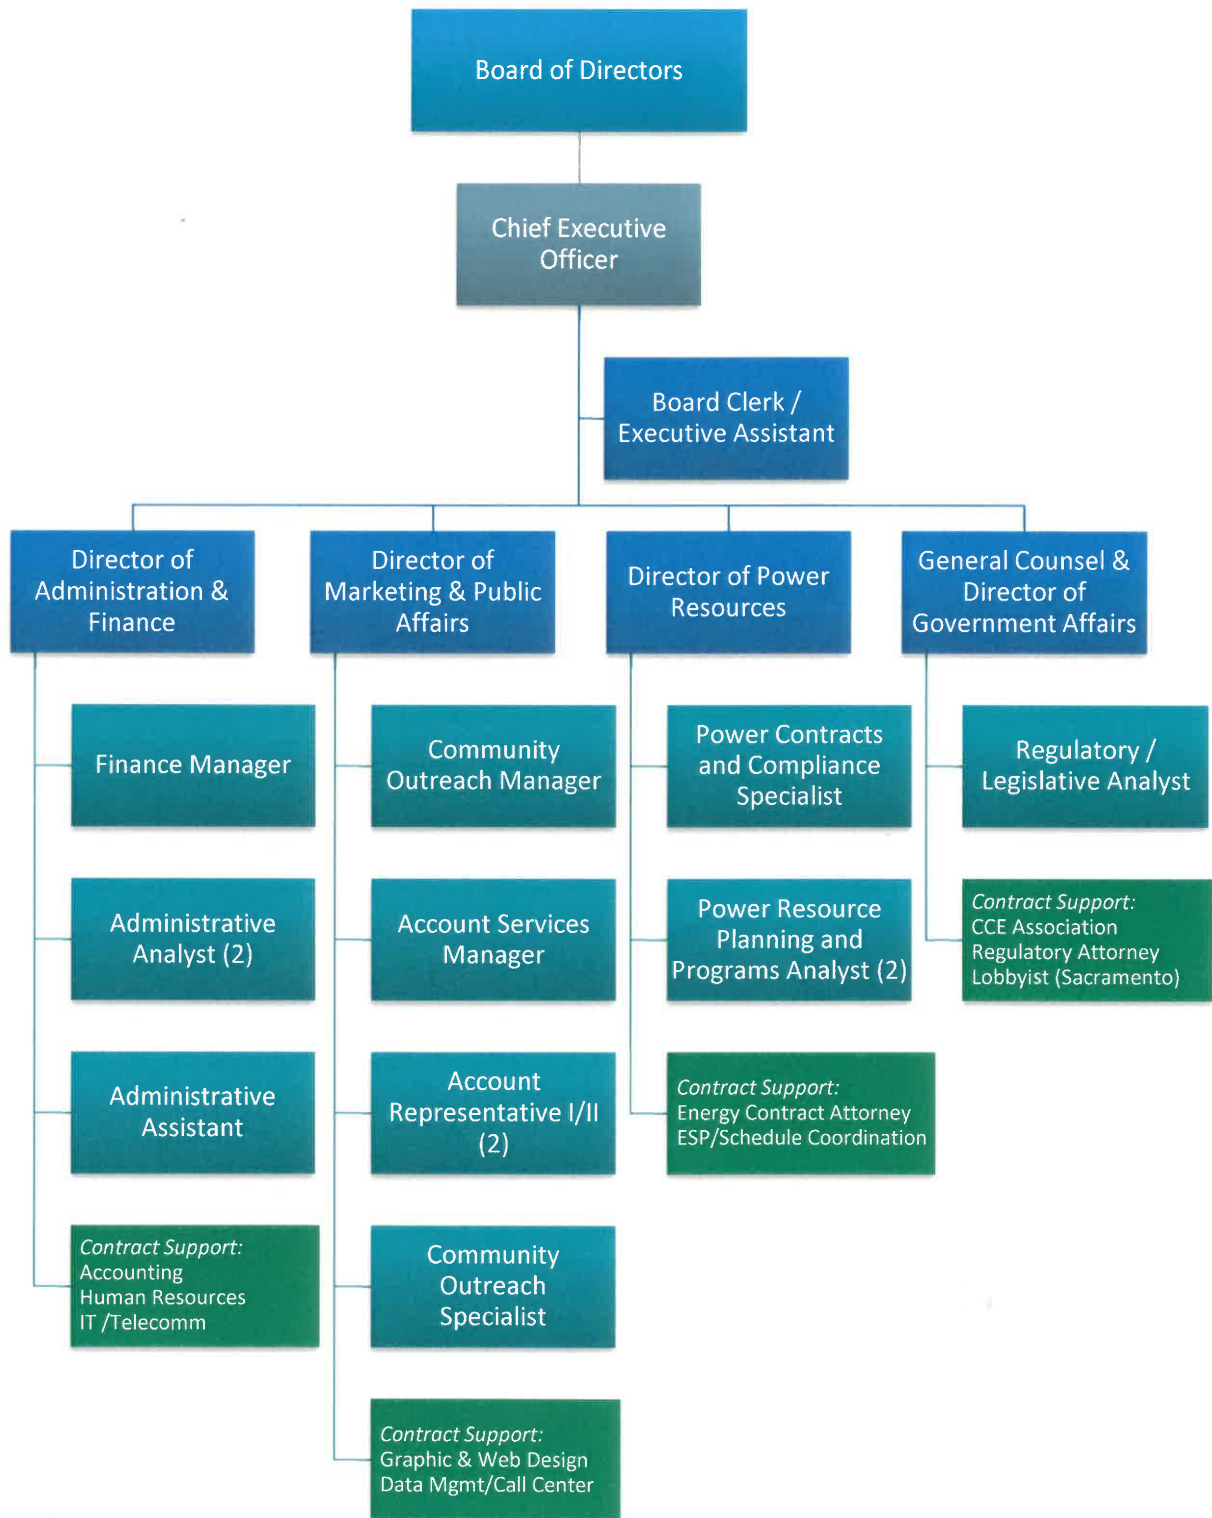 Board of Directors
Chief Executive
Officer
Board Clerk /
Executive Assistant
Director of
Administration &
Finance
Director of
Marketing & Public
Affairs
Director of Power
Resources
General Counsel &
Director of
Government Affairs
Finance Manager
Administrative
Analyst (2)
Administrative
Assistant
Contract Support:
Accounting
Human Resources
IT /Telecomm
Community
Outreach Manager
Account Services
Manager
Account
Representative I/II
(2)
Community
Outreach
Specialist
Contract Support:
Graphic & Web Design
Data Mgmt/Call Center
Power Contracts
and Compliance
Specialist
Power Resource
Planning and
Programs Analyst (2)
Contract Support:
Energy Contract Attorney
ESP/Schedule Coordination
Regulatory /
Legislative Analyst
Contract Support:
CCE Association
Regulatory Attorney
Lobbyist (Sacramento)